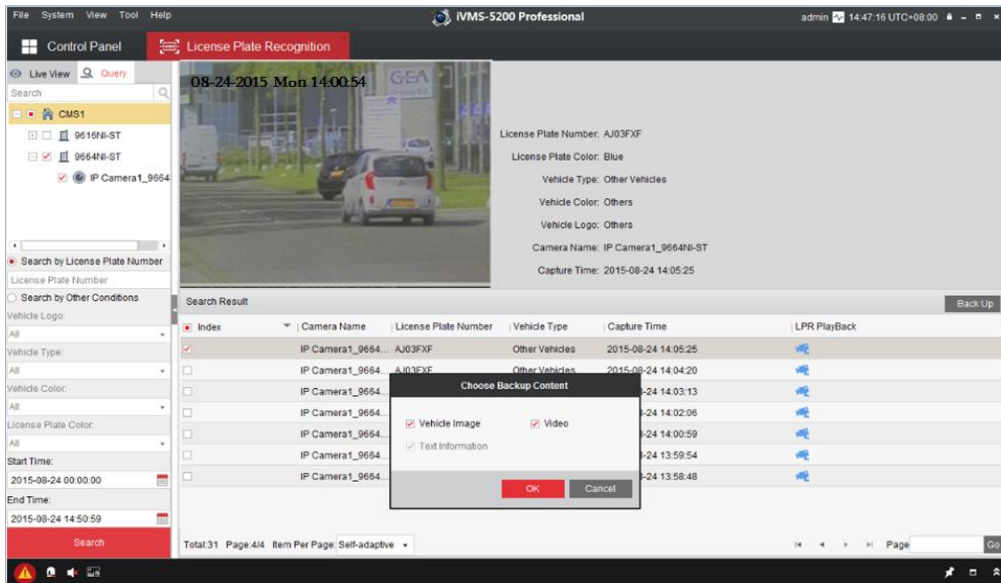 File System View Tool Help
iVMS-5200 Professional
admin 14:47:16 UTC+08:00
Control Panel
License Plate Recognition
Live View Query
Search
CMS1
9616NI-ST
9664NI-ST
IP Camera1_9664
Search by License Plate Number
License Plate Number
Search by Other Conditions
Vehicle Logo:
All
Vehicle Type:
All
Vehicle Color:
All
License Plate Color:
All
Start Time:
2015-08-24 00:00:00
End Time:
2015-08-24 14:50:59
Search
08-24-2015 Mon 14:00:54
GEA
License Plate Number: AJ03FXF
License Plate Color: Blue
Vehicle Type: Other Vehicles
Vehicle Color: Others
Vehicle Logo: Others
Camera Name: IP Camera1_9664NI-ST
Capture Time: 2015-08-24 14:05:25
Search Result
Back Up
Index Camera Name License Plate Number Vehicle Type Capture Time LPR PlayBack
IP Camera1_9664... AJ03FXF Other Vehicles 2015-08-24 14:05:25
IP Camera1_9664... AJ03FXF Other Vehicles 2015-08-24 14:04:20
IP Camera1_9664... -24 14:03:13
IP Camera1_9664... -24 14:02:06
IP Camera1_9664... -24 14:00:59
IP Camera1_9664... -24 13:59:54
IP Camera1_9664... -24 13:58:48
Choose Backup Content
Vehicle Image Video
Text Information
OK Cancel
Total:31 Page:4/4 Item Per Page: Self-adaptive
Page Go